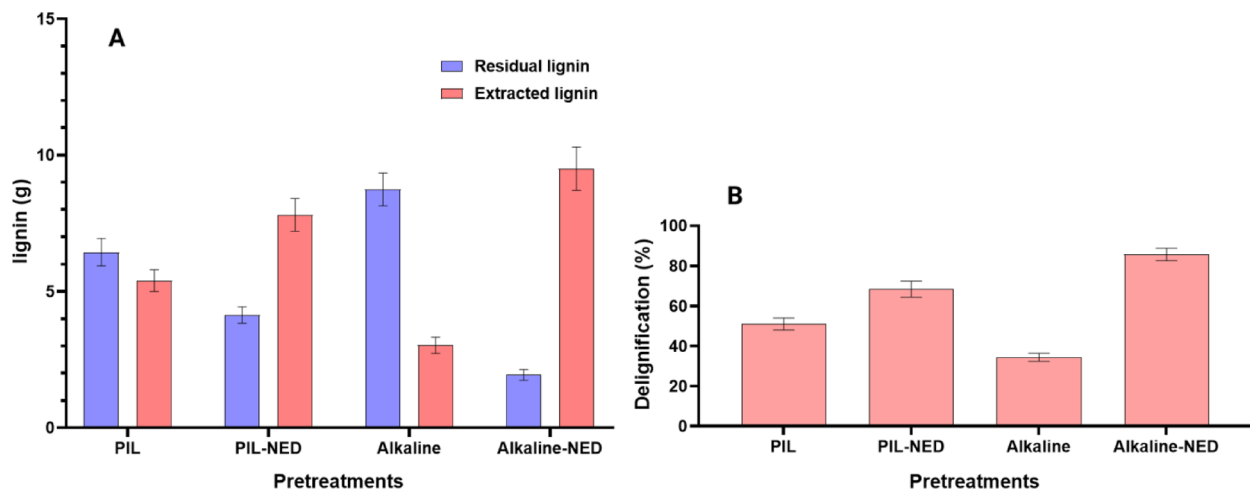 A
Residual lignin
Extracted lignin
15
10
5
0
lignin (g)
PIL PIL-NED Alkaline Alkaline-NED
Pretreatments
B
100
80
60
40
20
0
Delignification (%)
PIL PIL-NED Alkaline Alkaline-NED
Pretreatments